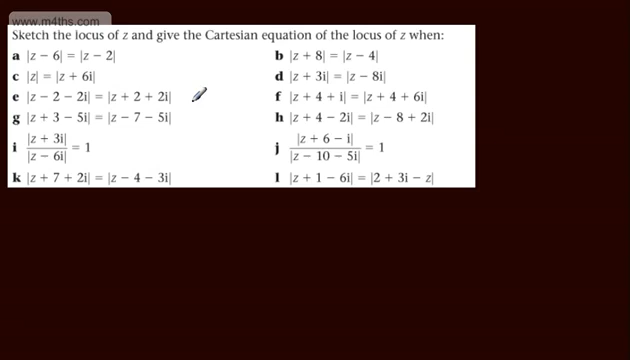 www.m4ths.com
Sketch the locus of z and give the Cartesian equation of the locus of z when:
a |z − 6| = |z − 2| b |z + 8| = |z − 4|
c |z| = |z + 6i| d |z + 3i| = |z − 8i|
e |z − 2 − 2i| = |z + 2 + 2i| f |z + 4 + i| = |z + 4 + 6i|
g |z + 3 − 5i| = |z − 7 − 5i| h |z + 4 − 2i| = |z − 8 + 2i|
i |z + 3i| / |z − 6i| = 1 j |z + 6 − i| / |z − 10 − 5i| = 1
k |z + 7 + 2i| = |z − 4 − 3i| l |z + 1 − 6i| = |2 + 3i − z|